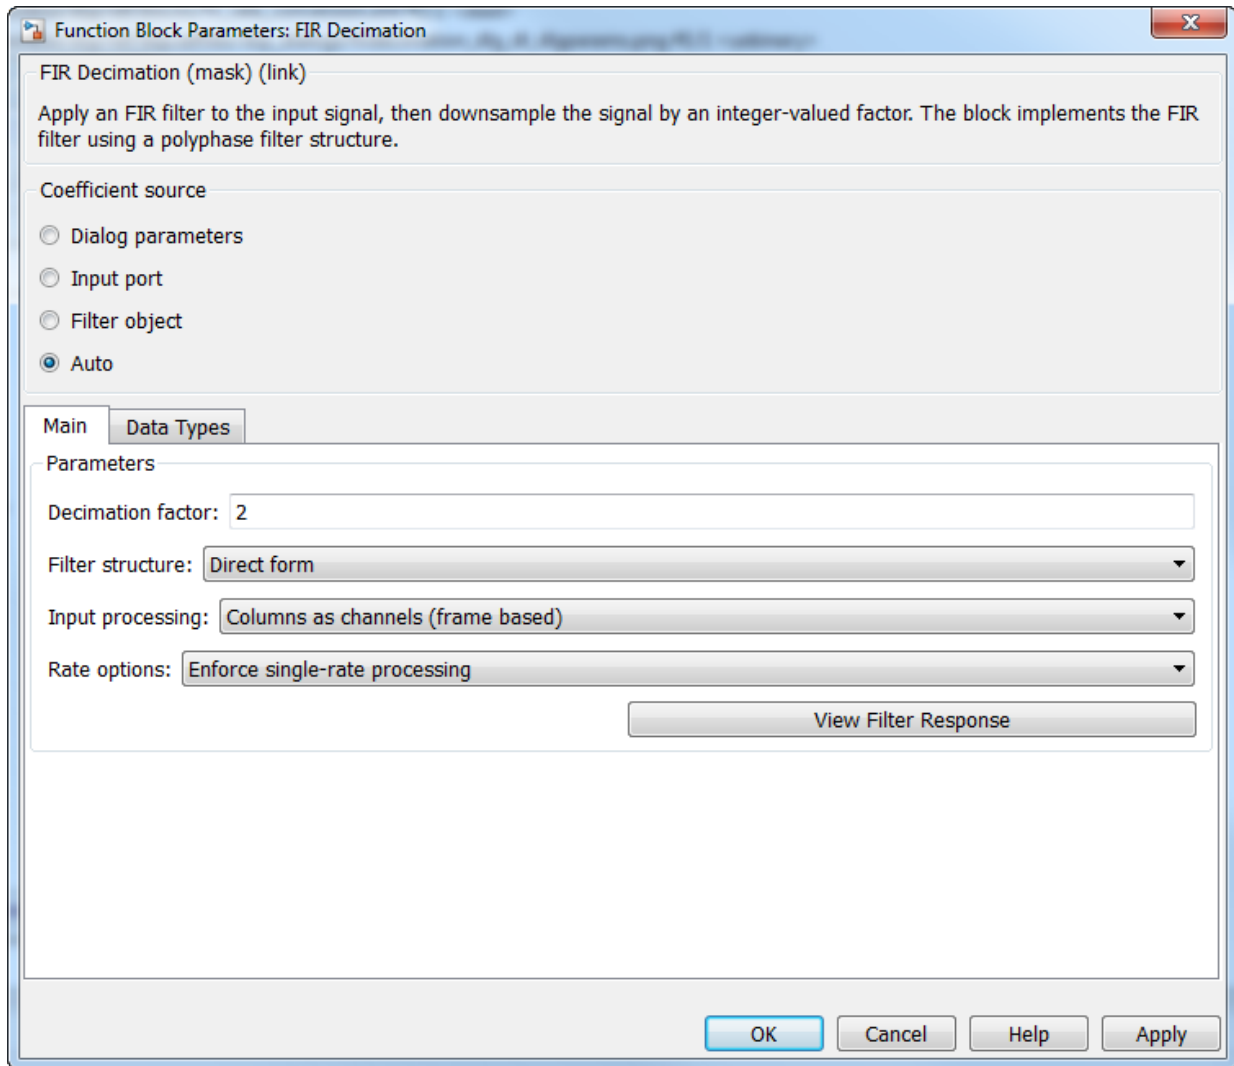 Function Block Parameters: FIR Decimation
FIR Decimation (mask) (link)
Apply an FIR filter to the input signal, then downsample the signal by an integer-valued factor. The block implements the FIR
filter using a polyphase filter structure.
Coefficient source
Dialog parameters
Input port
Filter object
Auto
Main Data Types
Parameters
Decimation factor: 2
Filter structure: Direct form
Input processing: Columns as channels (frame based)
Rate options: Enforce single-rate processing
View Filter Response
OK Cancel Help Apply